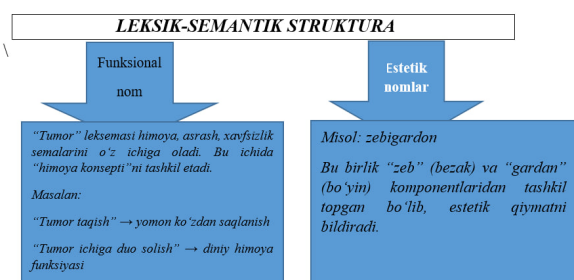 LEKSIK-SEMANTIK STRUKTURA
\
Funksional
nom
Estetik
nomlar
“Tumor” leksemasi himoya, asrash, xavfsizlik
semalarini o‘z ichiga oladi. Bu ichida
“himoya konsepti”ni tashkil etadi.
Masalan:
“Tumor taqish” → yomon ko‘zdan saqlanish
“Tumor ichiga duo solish” → diniy himoya
funksiyasi
Misol: zebigardon
Bu birlik “zeb” (bezak) va “gardan”
(bo‘yin) komponentlaridan tashkil
topgan bo‘lib, estetik qiymatni
bildiradi.